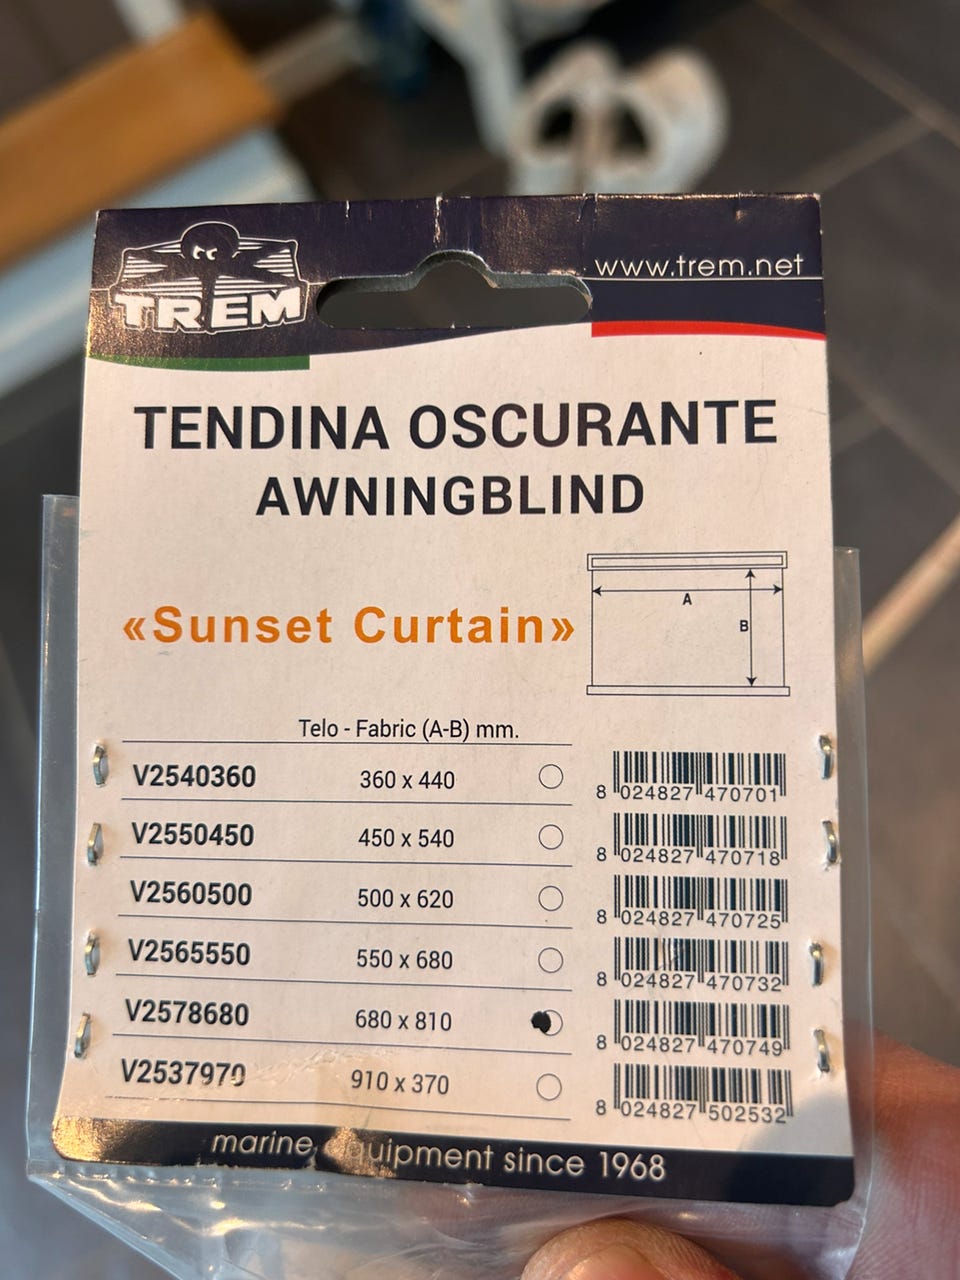 TREM
www.trem.net
TENDINA OSCURANTE
AWNINGBLIND
«Sunset Curtain»
A
B
Telo - Fabric (A-B) mm.
V2540360 360 x 440 8 024827 470701
V2550450 450 x 540 8 024827 470718
V2560500 500 x 620 8 024827 470725
V2565550 550 x 680 8 024827 470732
V2578680 680 x 810 8 024827 470749
V2537970 910 x 370 8 024827 502532
marine equipment since 1968